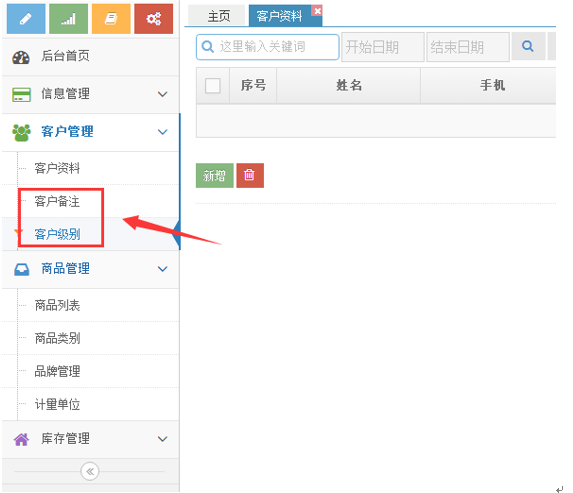 主页
客户资料
这里输入关键词
开始日期
结束日期
后台首页
信息管理
序号
姓名
手机
客户管理
客户资料
新增
客户备注
客户级别
商品管理
商品列表
商品类别
品牌管理
计量单位
库存管理